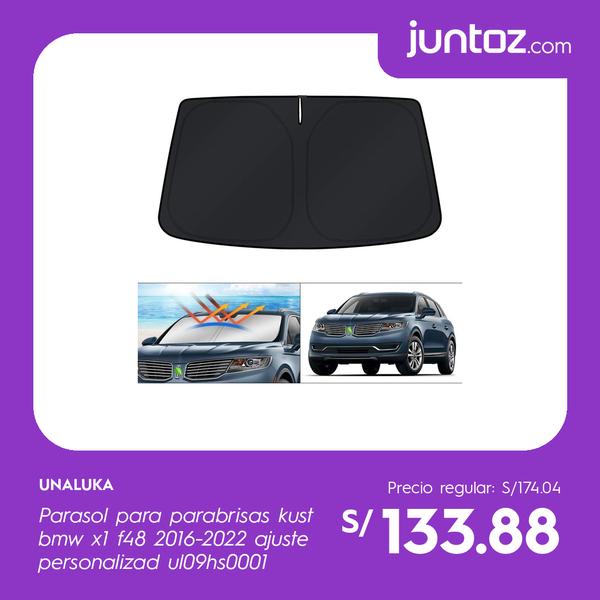 juntoz.com
UNALUKA
Parasol para parabrisas kust
bmw x1 f48 2016-2022 ajuste
personalizad ul09hs0001
Precio regular: S/174.04
S/133.88